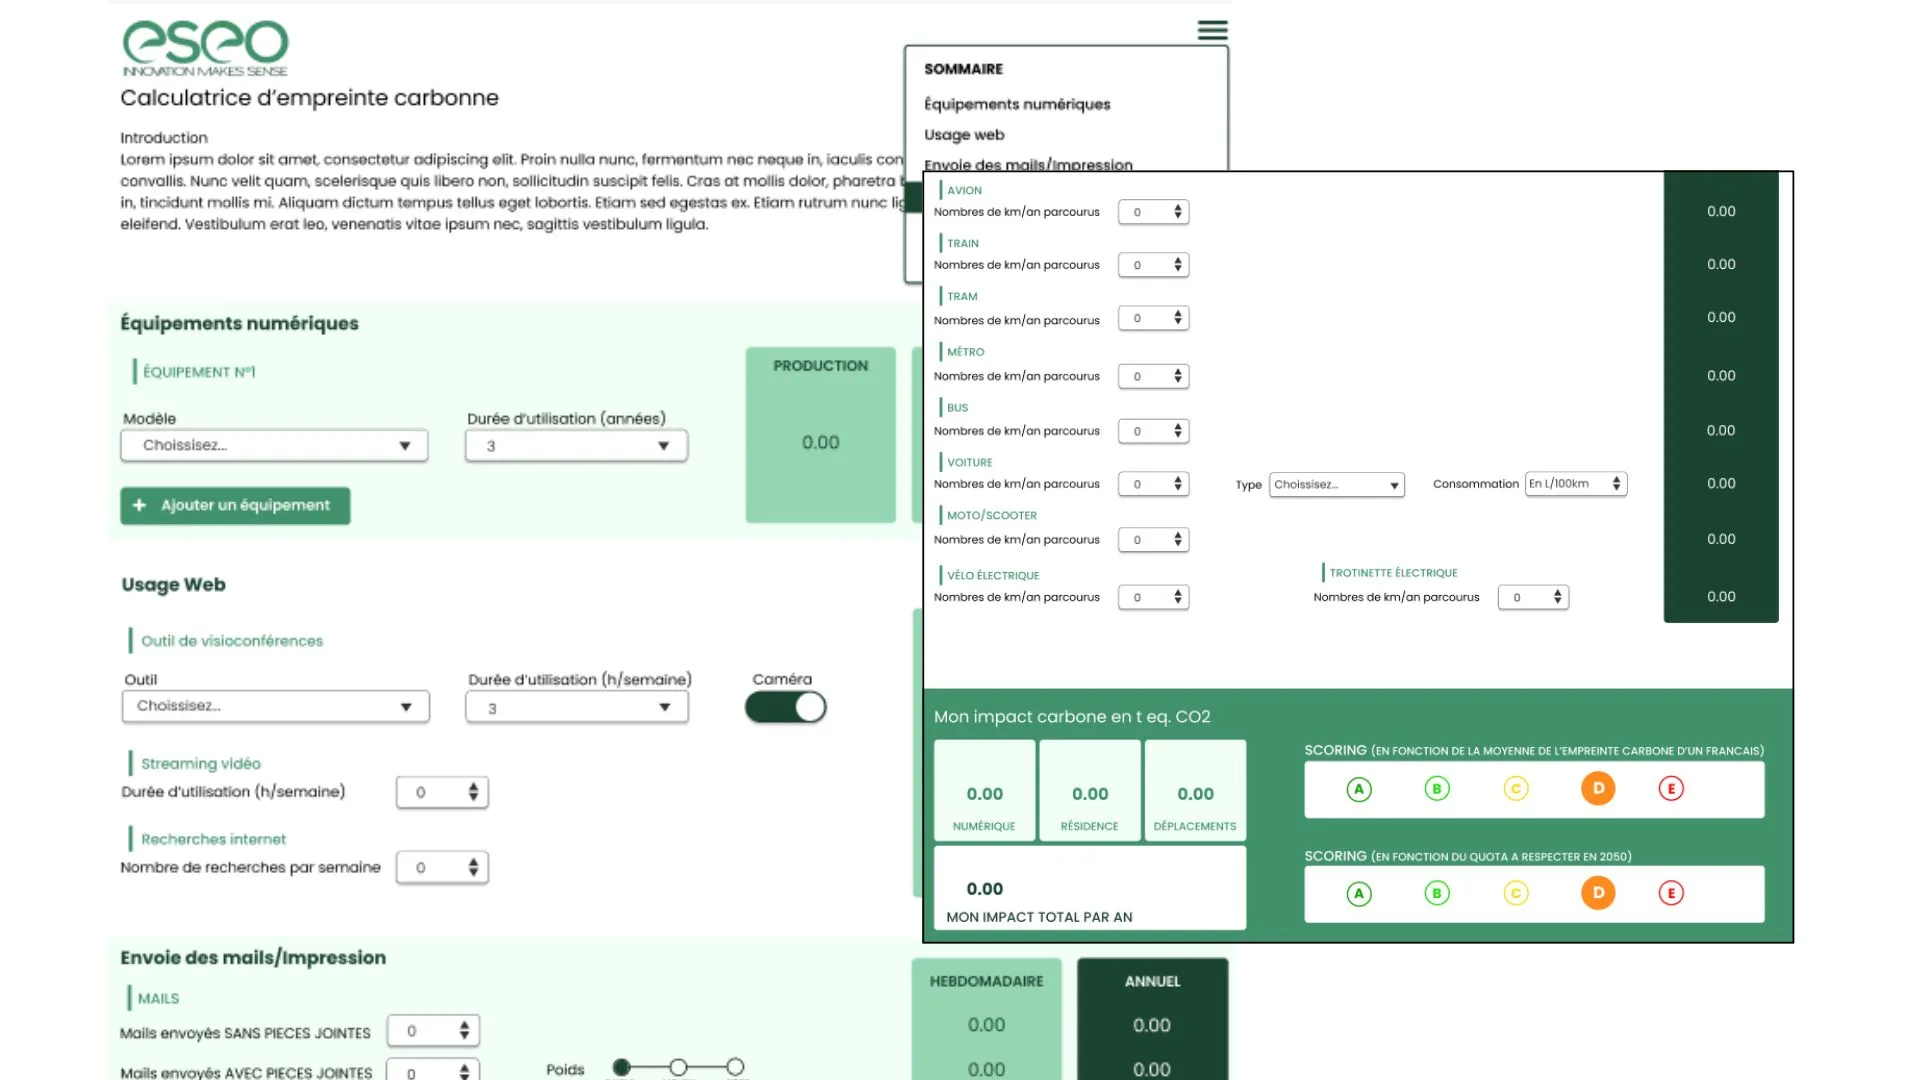 eseo
INNOVATION MAKES SENSE
Calculatrice d'empreinte carbonne
Introduction
Lorem ipsum dolor sit amet, consectetur adipiscing elit. Proin nulla nunc, fermentum nec neque in, iaculis con
convallis. Nunc velit quam, scelerisque quis libero non, sollicitudin suscipit felis. Cras at mollis dolor, pharetra
in, tincidunt mollis mi. Aliquam dictum tempus tellus eget lobortis. Etiam sed egestas ex. Etiam rutrum nunc
eleifend. Vestibulum erat leo, venenatis vitae ipsum nec, sagittis vestibulum ligula.
SOMMAIRE
Équipements numériques
Usage web
Envoie des mails/Impression
Équipements numériques
ÉQUIPEMENT N°1
Modèle
Choissisez...
Durée d'utilisation (années)
3
+ Ajouter un équipement
PRODUCTION
0.00
Usage Web
Outil de visioconférences
Outil
Choissisez...
Durée d'utilisation (h/semaine)
3
Caméra
Streaming vidéo
Durée d'utilisation (h/semaine) 0
Recherches internet
Nombre de recherches par semaine 0
Envoie des mails/Impression
MAILS
Mails envoyés SANS PIECES JOINTES 0
Mails envoyés AVEC PIECES JOINTES 0
Poids
HEBDOMADAIRE
0.00
0.00
ANNUEL
0.00
0.00
AVION
Nombres de km/an parcourus 0 0.00
TRAIN
Nombres de km/an parcourus 0 0.00
TRAM
Nombres de km/an parcourus 0 0.00
MÉTRO
Nombres de km/an parcourus 0 0.00
BUS
Nombres de km/an parcourus 0 0.00
VOITURE
Nombres de km/an parcourus 0 Type Choissisez... Consommation En L/100km 0.00
MOTO/SCOOTER
Nombres de km/an parcourus 0 0.00
VÉLO ÉLECTRIQUE
Nombres de km/an parcourus 0
TROTINETTE ÉLECTRIQUE
Nombres de km/an parcourus 0 0.00
Mon impact carbone en t eq. CO2
0.00
NUMÉRIQUE
0.00
RÉSIDENCE
0.00
DÉPLACEMENTS
0.00
MON IMPACT TOTAL PAR AN
SCORING (EN FONCTION DE LA MOYENNE DE L'EMPREINTE CARBONE D'UN FRANCAIS)
A B C D E
SCORING (EN FONCTION DU QUOTA A RESPECTER EN 2050)
A B C D E